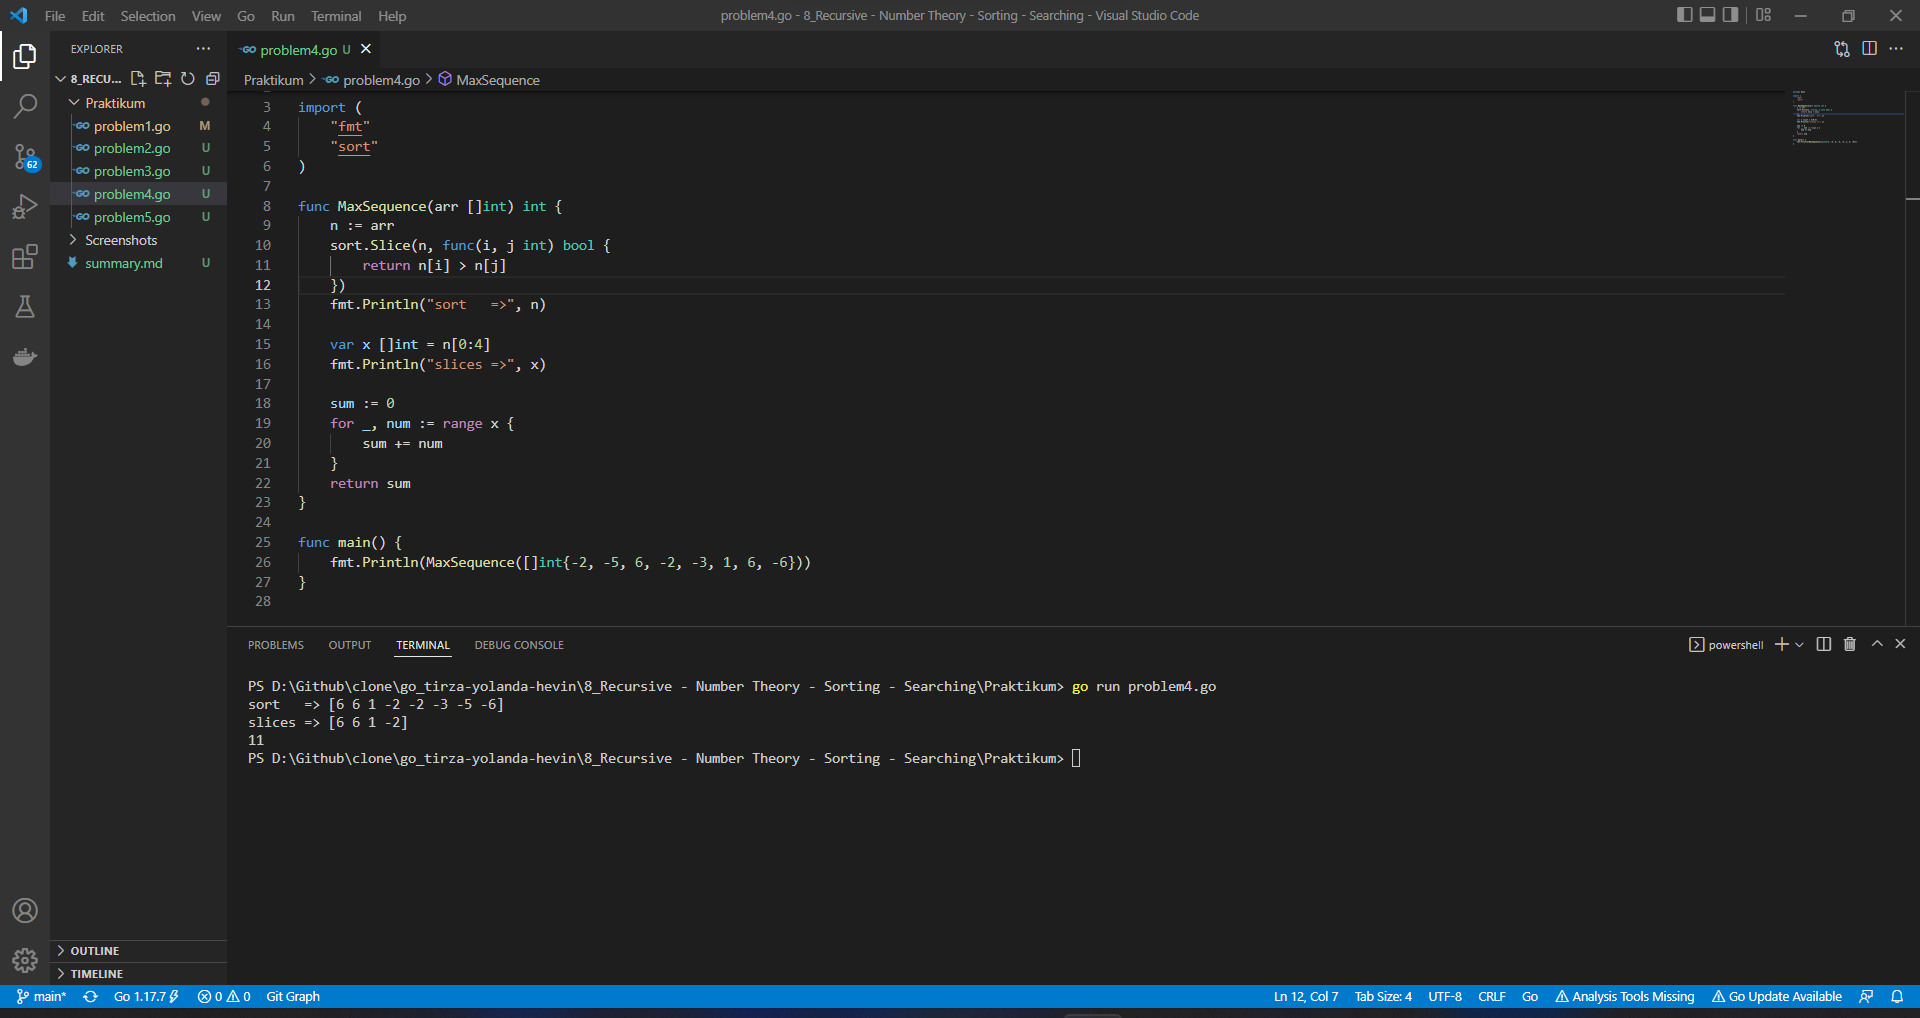 File Edit Selection View Go Run Terminal Help
problem4.go - 8_Recursive - Number Theory - Sorting - Searching - Visual Studio Code
EXPLORER
8_RECU...
Praktikum
problem1.go M
problem2.go U
problem3.go U
problem4.go U
problem5.go U
Screenshots
summary.md U
62
OUTLINE
TIMELINE
GO problem4.go U
Praktikum > GO problem4.go > MaxSequence
3 import (
4 "fmt"
5 "sort"
6 )
7
8 func MaxSequence(arr []int) int {
9 n := arr
10 sort.Slice(n, func(i, j int) bool {
11 return n[i] > n[j]
12 })
13 fmt.Println("sort   =>", n)
14
15 var x []int = n[0:4]
16 fmt.Println("slices =>", x)
17
18 sum := 0
19 for _, num := range x {
20 sum += num
21 }
22 return sum
23 }
24
25 func main() {
26 fmt.Println(MaxSequence([]int{-2, -5, 6, -2, -3, 1, 6, -6}))
27 }
28
PROBLEMS OUTPUT TERMINAL DEBUG CONSOLE
powershell
PS D:\Github\clone\go_tirza-yolanda-hevin\8_Recursive - Number Theory - Sorting - Searching\Praktikum> go run problem4.go
sort   => [6 6 1 -2 -2 -3 -5 -6]
slices => [6 6 1 -2]
11
PS D:\Github\clone\go_tirza-yolanda-hevin\8_Recursive - Number Theory - Sorting - Searching\Praktikum>
main* Go 1.17.7 0 0 Git Graph Ln 12, Col 7 Tab Size: 4 UTF-8 CRLF Go Analysis Tools Missing Go Update Available